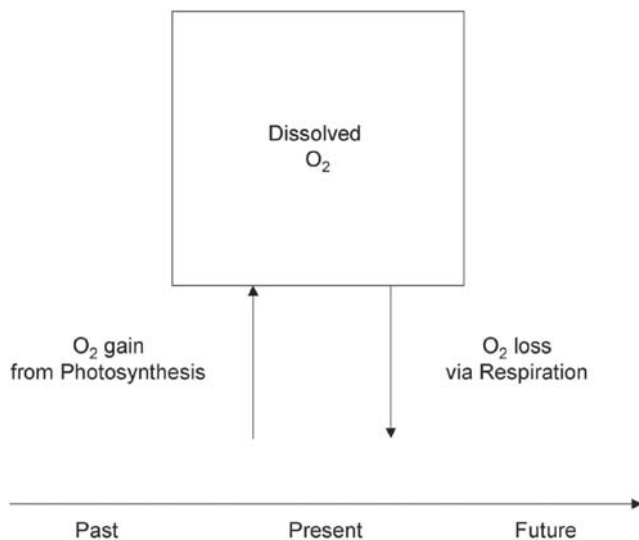 Dissolved
O₂
O₂ gain
from Photosynthesis
O₂ loss
via Respiration
Past
Present
Future